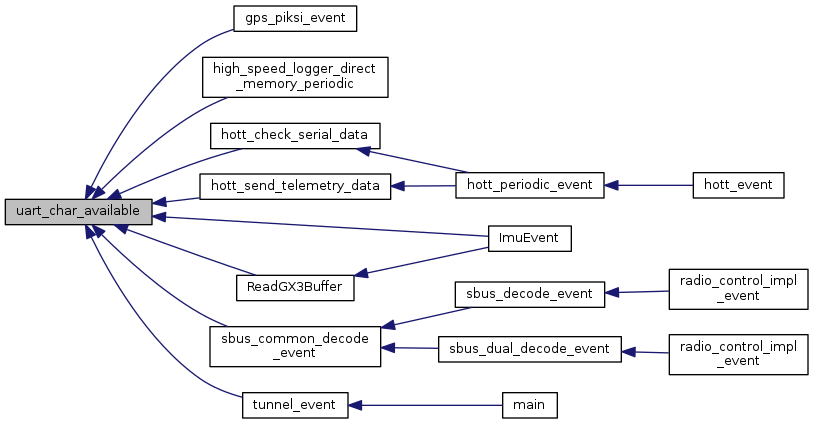 gps_piksi_event
high_speed_logger_direct
_memory_periodic
hott_check_serial_data
hott_send_telemetry_data
hott_periodic_event
hott_event
uart_char_available
ImuEvent
ReadGX3Buffer
sbus_decode_event
radio_control_impl
_event
sbus_common_decode
_event
sbus_dual_decode_event
radio_control_impl
_event
tunnel_event
main